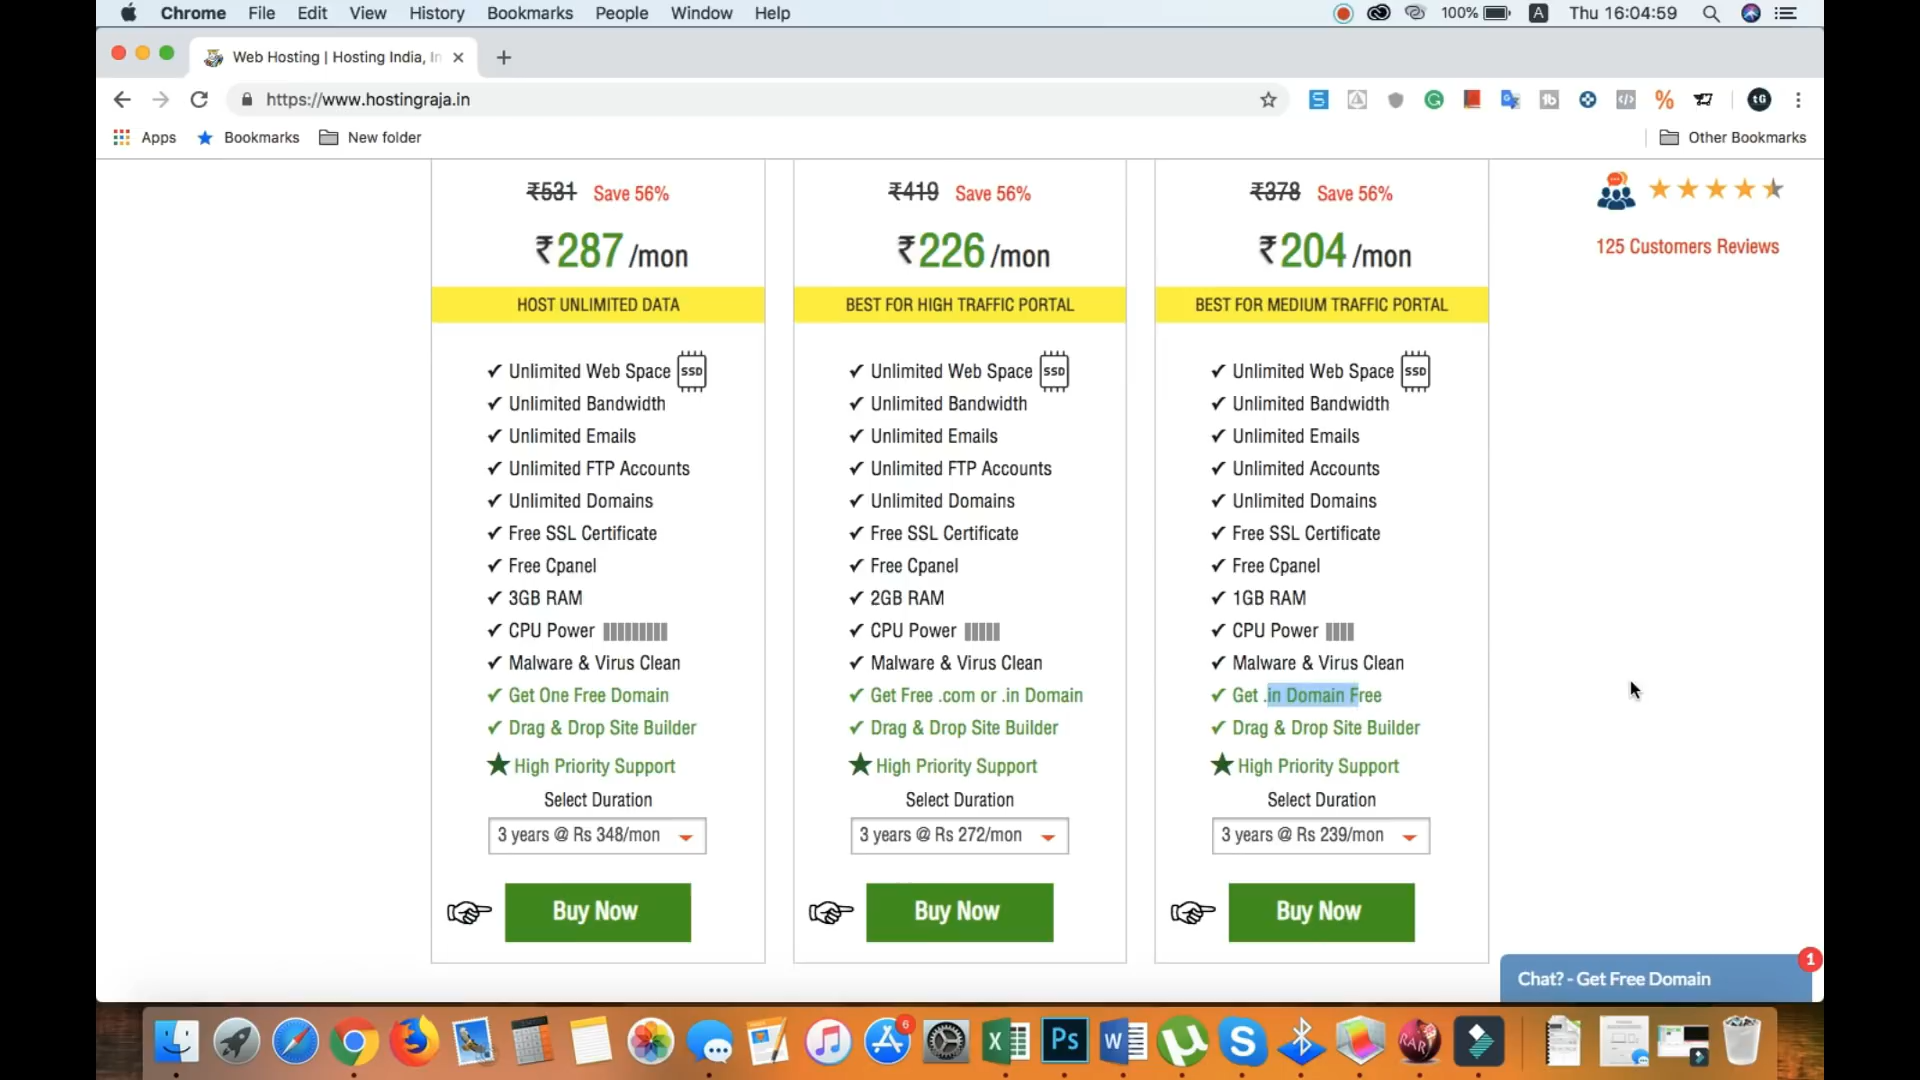 Chrome File Edit View History Bookmarks People Window Help 100% A Thu 16:04:59
Web Hosting | Hosting India, In
https://www.hostingraja.in
Apps Bookmarks New folder Other Bookmarks
₹531 Save 56%
₹287 /mon
HOST UNLIMITED DATA
✓ Unlimited Web Space SSD
✓ Unlimited Bandwidth
✓ Unlimited Emails
✓ Unlimited FTP Accounts
✓ Unlimited Domains
✓ Free SSL Certificate
✓ Free Cpanel
✓ 3GB RAM
✓ CPU Power
✓ Malware & Virus Clean
✓ Get One Free Domain
✓ Drag & Drop Site Builder
★ High Priority Support
Select Duration
3 years @ Rs 348/mon
Buy Now
₹419 Save 56%
₹226 /mon
BEST FOR HIGH TRAFFIC PORTAL
✓ Unlimited Web Space SSD
✓ Unlimited Bandwidth
✓ Unlimited Emails
✓ Unlimited FTP Accounts
✓ Unlimited Domains
✓ Free SSL Certificate
✓ Free Cpanel
✓ 2GB RAM
✓ CPU Power
✓ Malware & Virus Clean
✓ Get Free .com or .in Domain
✓ Drag & Drop Site Builder
★ High Priority Support
Select Duration
3 years @ Rs 272/mon
Buy Now
₹378 Save 56%
₹204 /mon
BEST FOR MEDIUM TRAFFIC PORTAL
✓ Unlimited Web Space SSD
✓ Unlimited Bandwidth
✓ Unlimited Emails
✓ Unlimited Accounts
✓ Unlimited Domains
✓ Free SSL Certificate
✓ Free Cpanel
✓ 1GB RAM
✓ CPU Power
✓ Malware & Virus Clean
✓ Get .in Domain Free
✓ Drag & Drop Site Builder
★ High Priority Support
Select Duration
3 years @ Rs 239/mon
Buy Now
125 Customers Reviews
1
Chat? - Get Free Domain
6
Ps
RAR